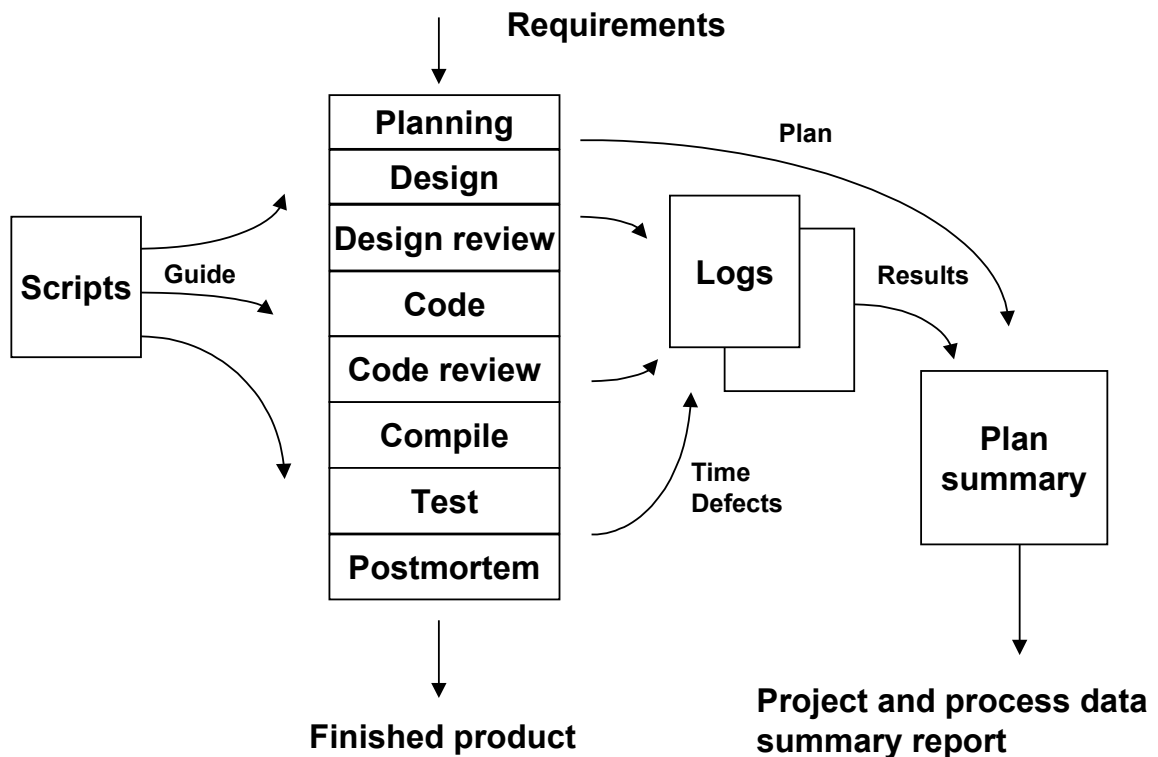 Requirements
Planning
Plan
Design
Design review
Scripts
Guide
Logs
Results
Code
Code review
Compile
Plan
summary
Time
Defects
Test
Postmortem
Finished product
Project and process data
summary report